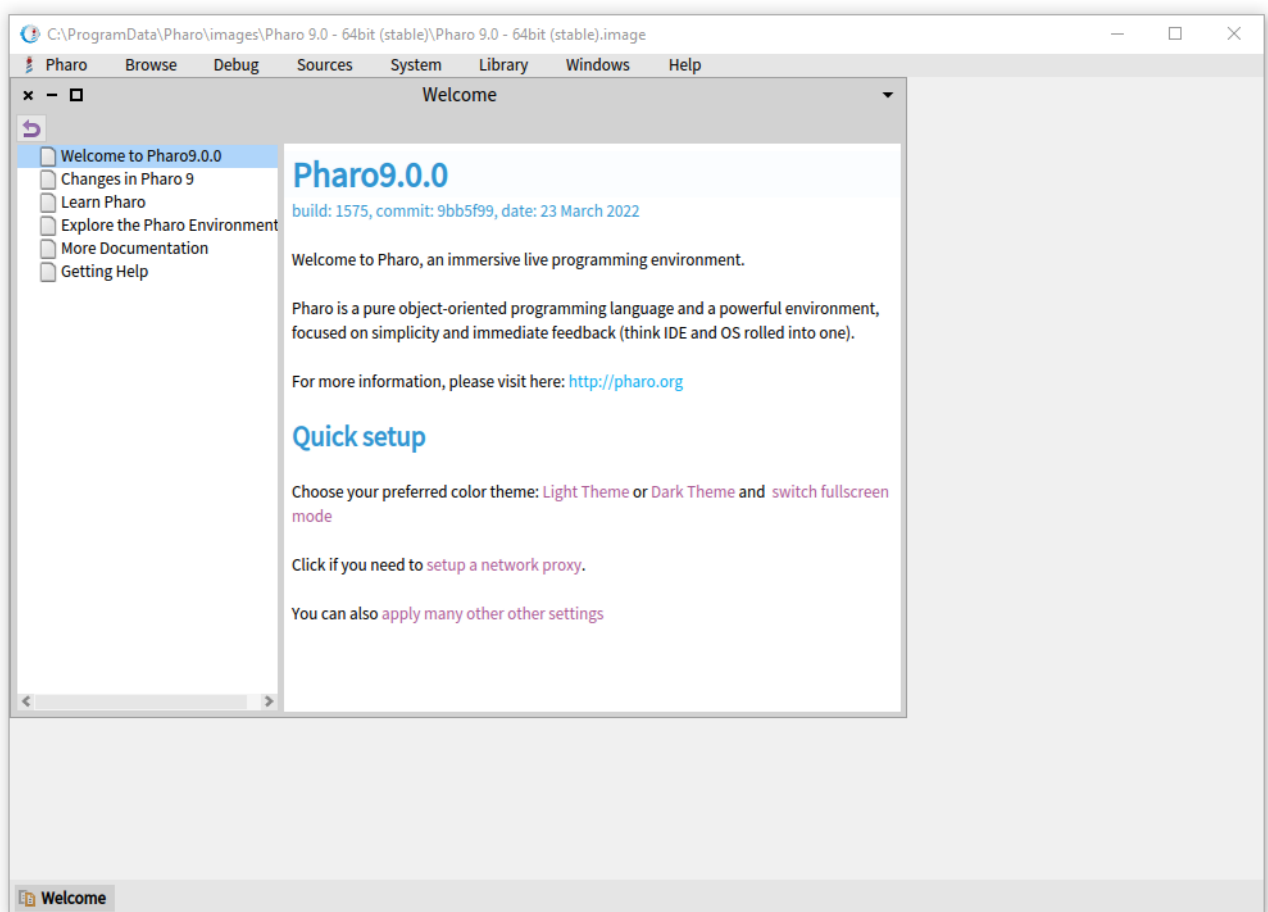 C:\ProgramData\Pharo\images\Pharo 9.0 - 64bit (stable)\Pharo 9.0 - 64bit (stable).image
Pharo Browse Debug Sources System Library Windows Help
Welcome
Welcome to Pharo9.0.0
Changes in Pharo 9
Learn Pharo
Explore the Pharo Environment
More Documentation
Getting Help
Pharo9.0.0
build: 1575, commit: 9bb5f99, date: 23 March 2022
Welcome to Pharo, an immersive live programming environment.
Pharo is a pure object-oriented programming language and a powerful environment,
focused on simplicity and immediate feedback (think IDE and OS rolled into one).
For more information, please visit here: http://pharo.org
Quick setup
Choose your preferred color theme: Light Theme or Dark Theme and switch fullscreen
mode
Click if you need to setup a network proxy.
You can also apply many other other settings
Welcome